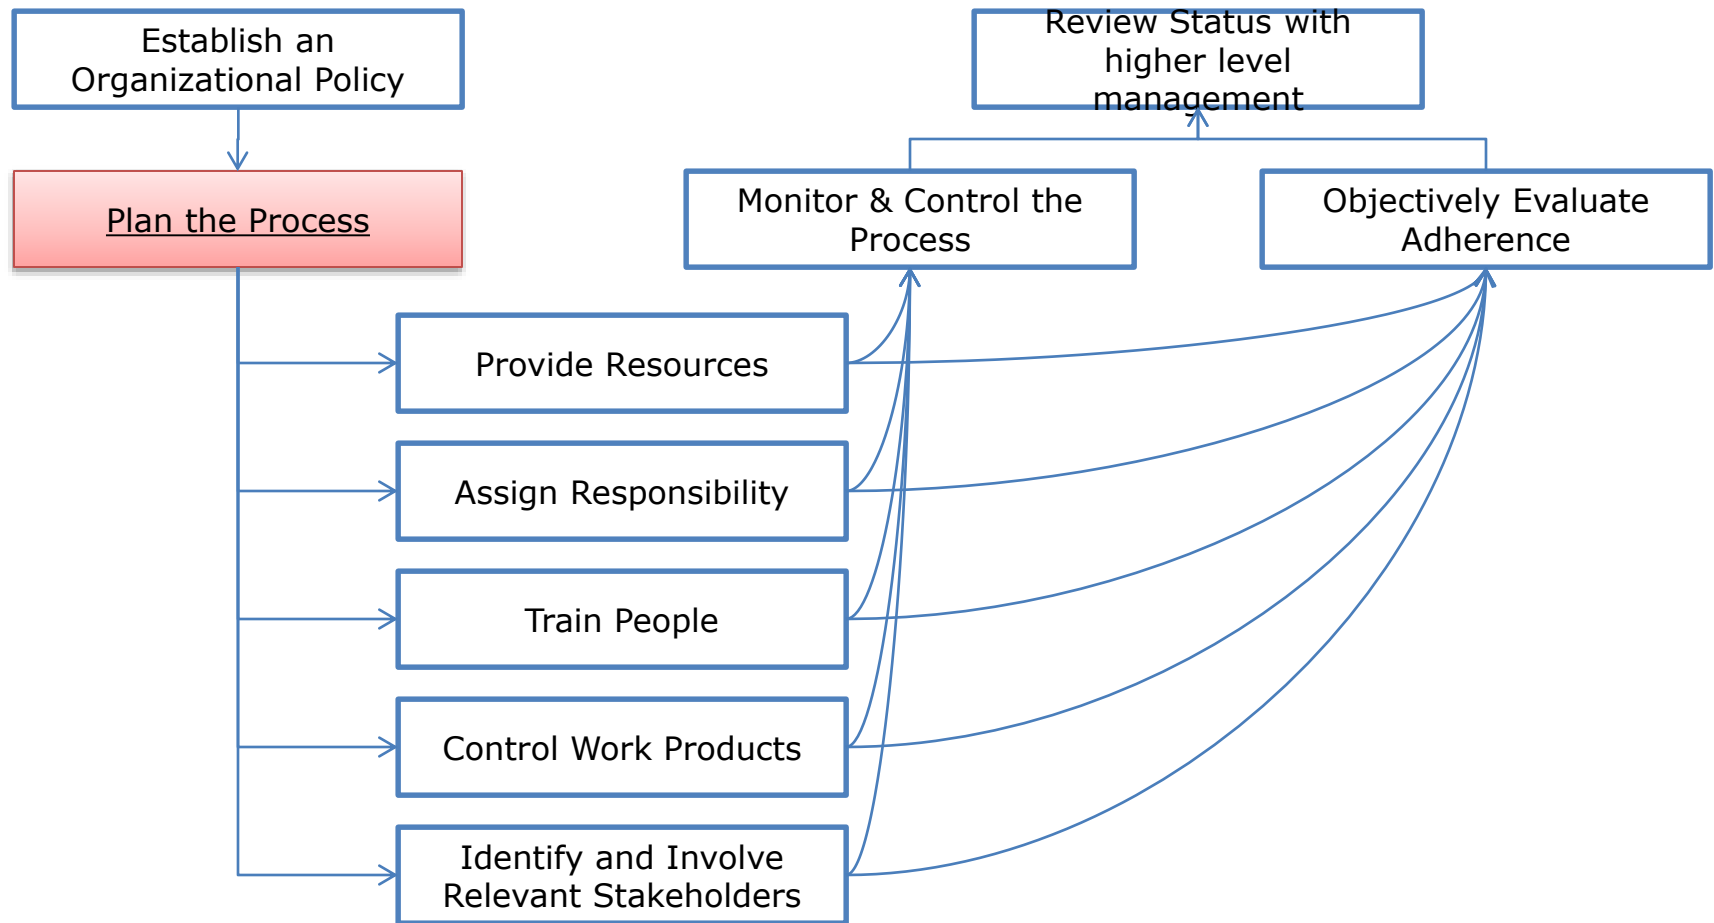 Establish an
Organizational Policy
Review Status with
higher level
management
Plan the Process
Monitor & Control the
Process
Objectively Evaluate
Adherence
Provide Resources
Assign Responsibility
Train People
Control Work Products
Identify and Involve
Relevant Stakeholders